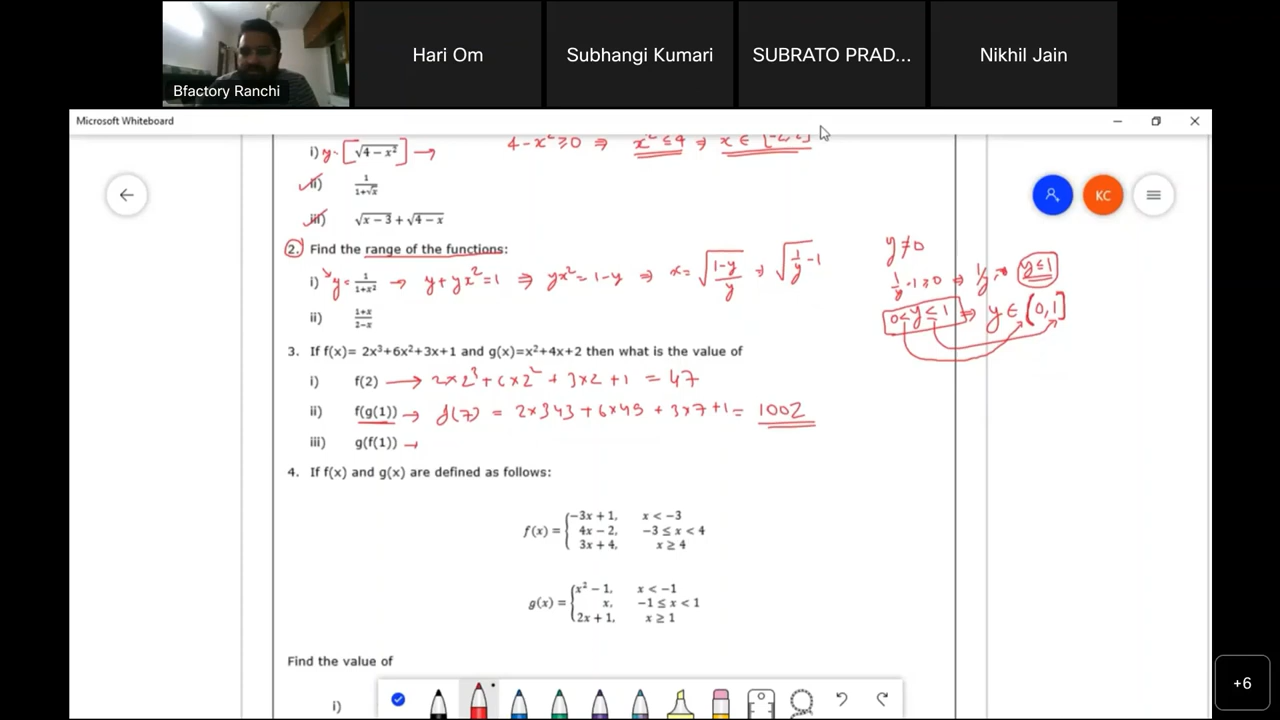 Hari Om
Subhangi Kumari
SUBRATO PRAD...
Nikhil Jain
Bfactory Ranchi
Microsoft Whiteboard
i) y = [√4 − x²] → 4 - x² ≥ 0 ⇒ x² ≤ 4 ⇒ x ∈ [-2, 2]
ii) 1/(1+√x)
iii) √x − 3 + √4 − x
KC
2. Find the range of the functions:
i) y = 1/(1+x²) → y + yx² = 1 ⇒ yx² = 1 - y ⇒ x = √(1-y)/y ⇒ √1/y - 1
y ≠ 0
1/y - 1 ≥ 0 ⇒ y ≤ 1
0 < y ≤ 1 ⇒ y ∈ (0, 1]
ii) (1+x)/(2−x)
3. If f(x)= 2x³+6x²+3x+1 and g(x)=x²+4x+2 then what is the value of
i) f(2) → 2×2³ + 6×2² + 3×2 + 1 = 47
ii) f(g(1)) → f(7) = 2×343 + 6×49 + 3×7 + 1 = 1002
iii) g(f(1)) →
4. If f(x) and g(x) are defined as follows:
f(x) = { −3x + 1, x < −3
4x − 2, −3 ≤ x < 4
3x + 4, x ≥ 4
g(x) = { x² − 1, x < −1
x, −1 ≤ x < 1
2x + 1, x ≥ 1
Find the value of
i)
+6